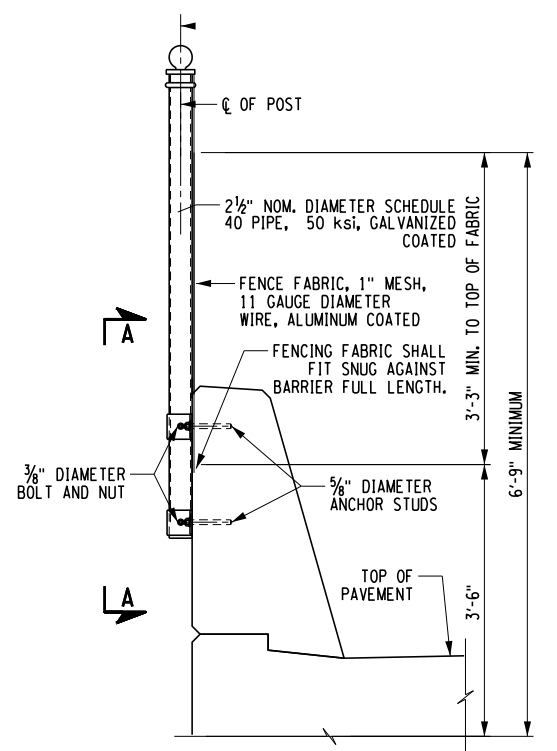 ℄ OF POST
2½" NOM. DIAMETER SCHEDULE
40 PIPE, 50 ksi, GALVANIZED
COATED
FENCE FABRIC, 1" MESH,
11 GAUGE DIAMETER
WIRE, ALUMINUM COATED
A
FENCING FABRIC SHALL
FIT SNUG AGAINST
BARRIER FULL LENGTH.
3'-3" MIN. TO TOP OF FABRIC
6'-9" MINIMUM
⅜" DIAMETER
BOLT AND NUT
⅝" DIAMETER
ANCHOR STUDS
A
TOP OF
PAVEMENT
3'-6"